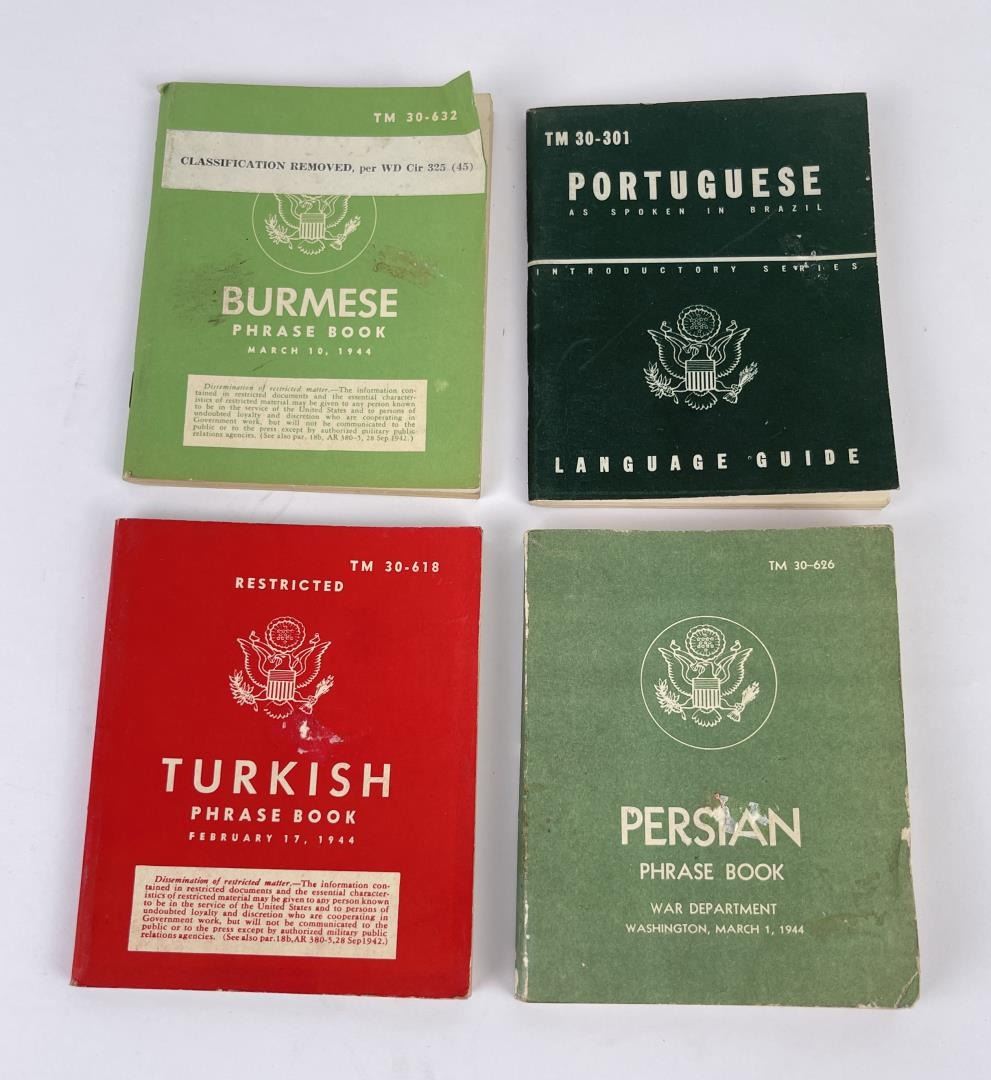 TM 30-632
CLASSIFICATION REMOVED, per WD Cir 325 (45)
BURMESE
PHRASE BOOK
MARCH 10, 1944
Dissemination of restricted matter.—The information con-
tained in restricted documents and the essential character-
istics of restricted material may be given to any person known
to be in the service of the United States and to persons of
undoubted loyalty and discretion who are cooperating in
Government work, but will not be communicated to the
public or to the press except by authorized military public
relations agencies. (See also par. 18b, AR 380-5, 28 Sep 1942.)
TM 30-301
PORTUGUESE
AS SPOKEN IN BRAZIL
INTRODUCTORY SERIES
LANGUAGE GUIDE
TM 30-618
RESTRICTED
TURKISH
PHRASE BOOK
FEBRUARY 17, 1944
Dissemination of restricted matter.—The information con-
tained in restricted documents and the essential character-
istics of restricted material may be given to any person known
to be in the service of the United States and to persons of
undoubted loyalty and discretion who are cooperating in
Government work, but will not be communicated to the
public or to the press except by authorized military public
relations agencies. (See also par. 18b, AR 380-5, 28 Sep 1942.)
TM 30-626
PERSIAN
PHRASE BOOK
WAR DEPARTMENT
WASHINGTON, MARCH 1, 1944